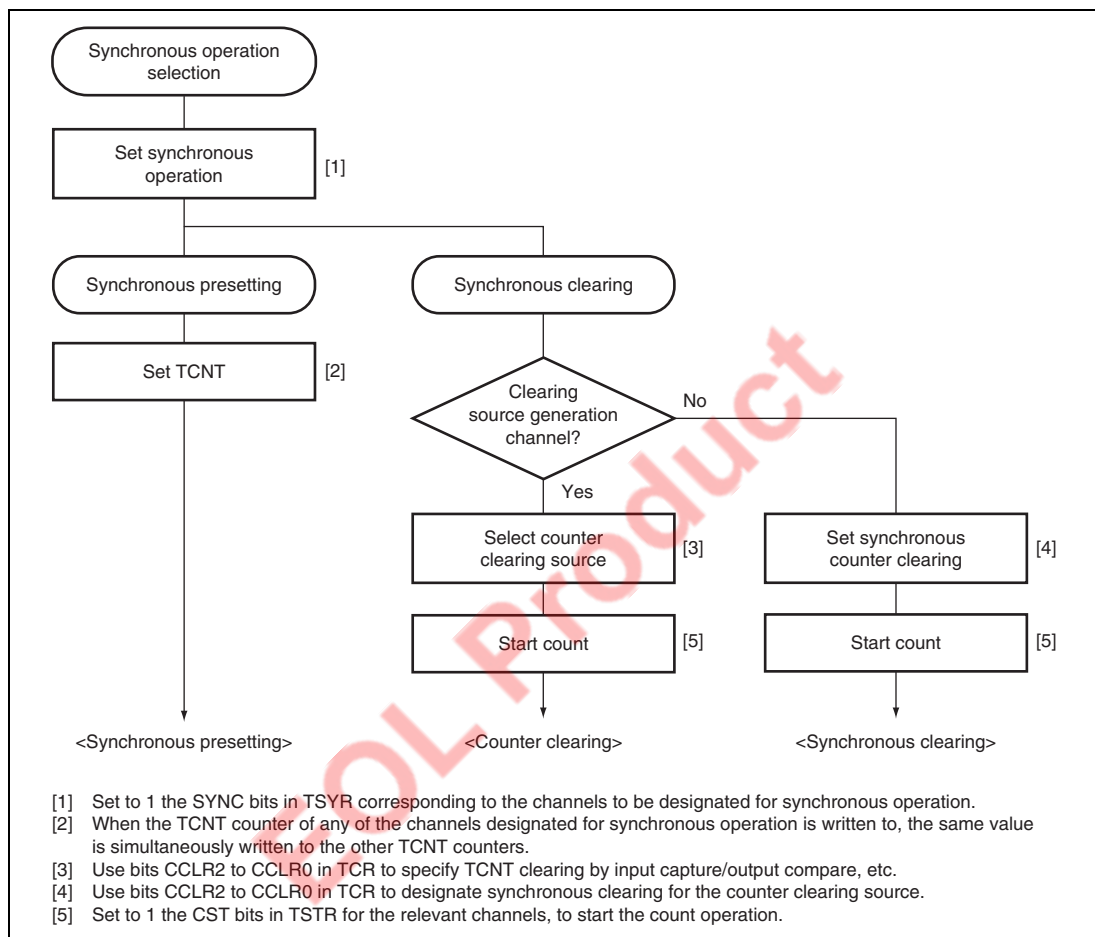 Synchronous operation
selection
Set synchronous
operation
[1]
Synchronous presetting
Synchronous clearing
Set TCNT
[2]
Clearing
source generation
channel?
No
Yes
Select counter
clearing source
[3]
Set synchronous
counter clearing
[4]
Start count
[5]
Start count
[5]
<Synchronous presetting>
<Counter clearing>
<Synchronous clearing>
[1] Set to 1 the SYNC bits in TSYR corresponding to the channels to be designated for synchronous operation.
[2] When the TCNT counter of any of the channels designated for synchronous operation is written to, the same value
is simultaneously written to the other TCNT counters.
[3] Use bits CCLR2 to CCLR0 in TCR to specify TCNT clearing by input capture/output compare, etc.
[4] Use bits CCLR2 to CCLR0 in TCR to designate synchronous clearing for the counter clearing source.
[5] Set to 1 the CST bits in TSTR for the relevant channels, to start the count operation.
EOL Product